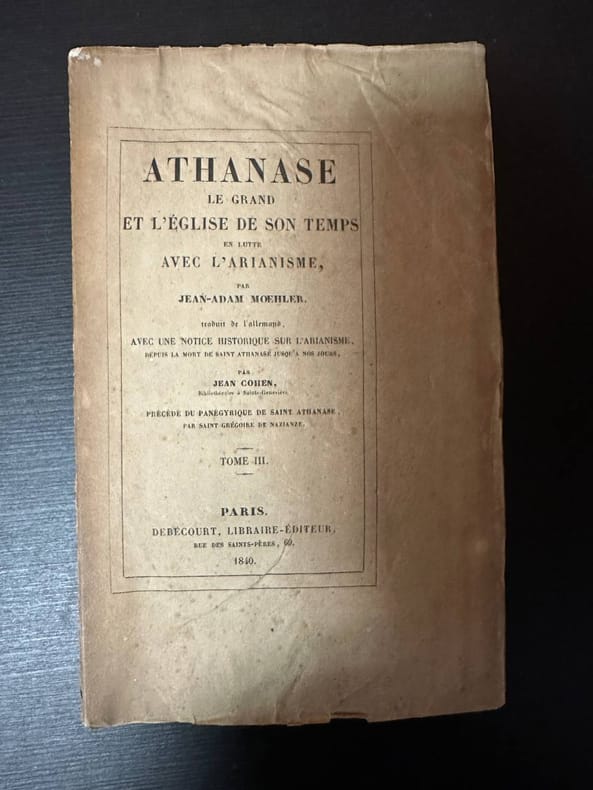 ATHANASE
LE GRAND
ET L'ÉGLISE DE SON TEMPS
EN LUTTE
AVEC L'ARIANISME,
PAR
JEAN-ADAM MOEHLER.
traduit de l'allemand,
AVEC UNE NOTICE HISTORIQUE SUR L'ARIANISME,
DEPUIS LA MORT DE SAINT ATHANASE JUSQU'A NOS JOURS,
PAR
JEAN COHEN,
Bibliothécaire à Sainte-Geneviève.
PRÉCÉDÉ DU PANÉGYRIQUE DE SAINT ATHANASE,
PAR SAINT GRÉGOIRE DE NAZIANZE.
TOME III.
PARIS.
DEBÉCOURT, LIBRAIRE-ÉDITEUR,
RUE DES SAINTS-PÈRES, 69.
1840.